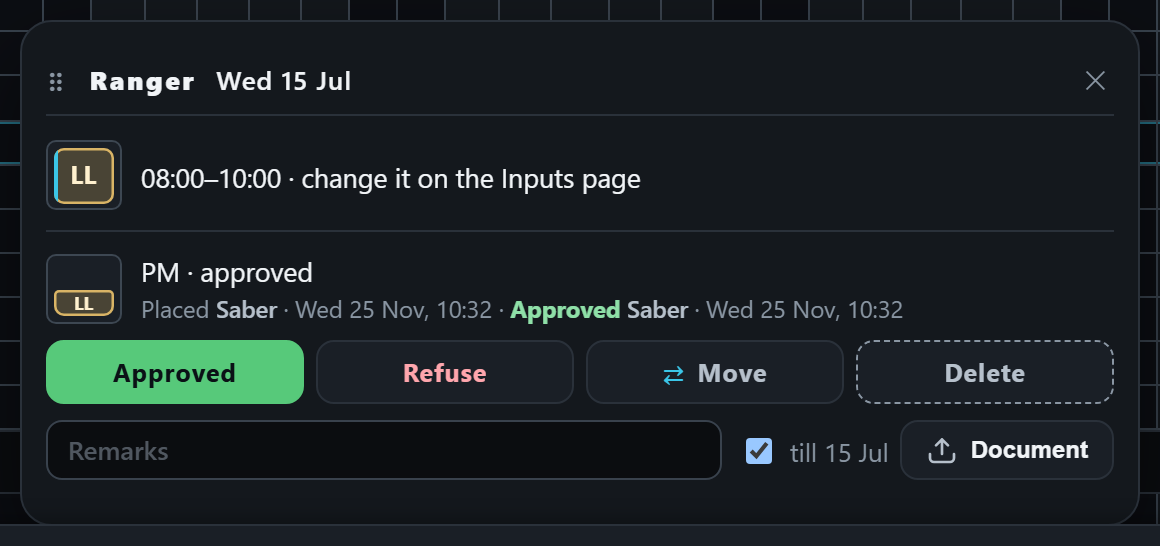 Ranger Wed 15 Jul
LL 08:00–10:00 · change it on the Inputs page
PM · approved
LL Placed Saber · Wed 25 Nov, 10:32 · Approved Saber · Wed 25 Nov, 10:32
Approved Refuse Move Delete
Remarks till 15 Jul Document